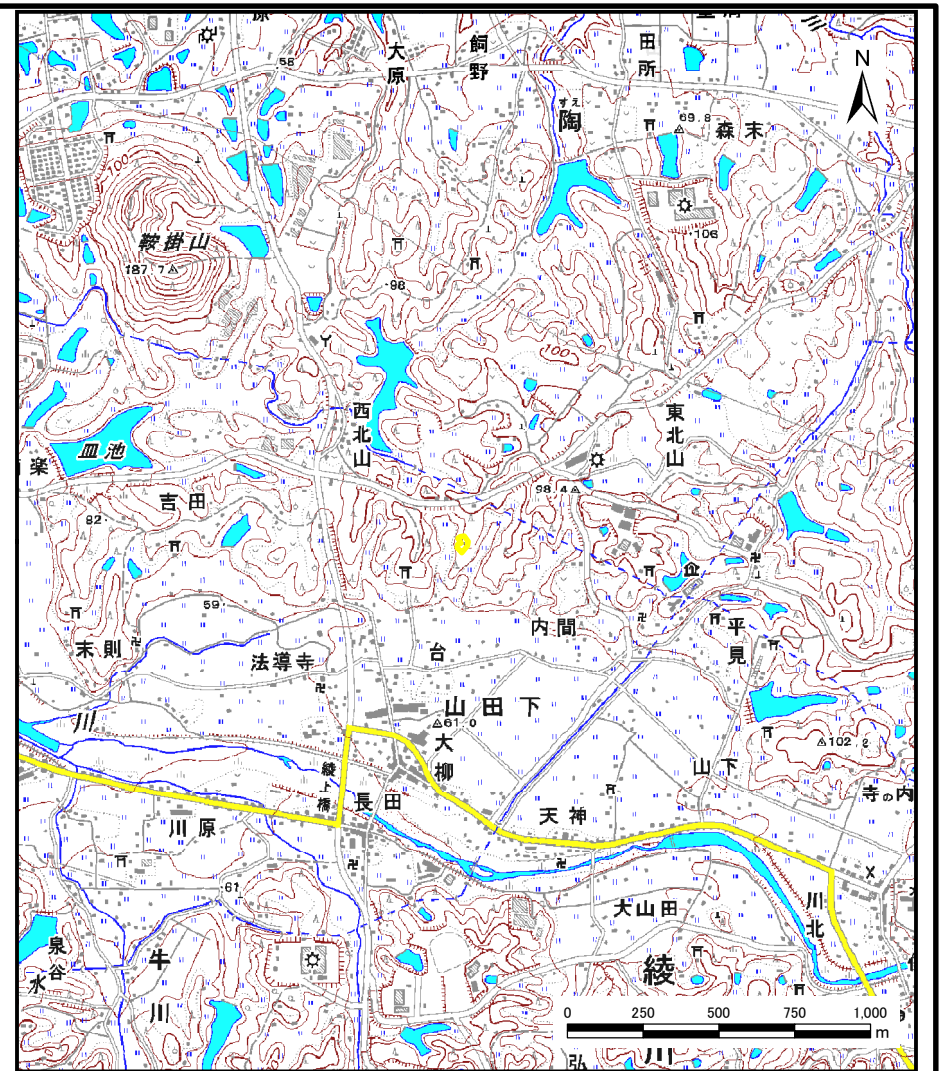 大原
飼野
田所
58
N
陶
すえ
69.8
森末
100
鞍掛山
187.7
106
98
100
西北山
東北山
皿池
楽
98.4
吉田
82
59
末則
法導寺
台
内間
平見
山田下
61.0
大柳
川
綾上橋
長田
山下
102.2
寺の内
川原
天神
61
大山田
川北
泉谷
水
牛川
綾川
弘
0 250 500 750 1,000 m